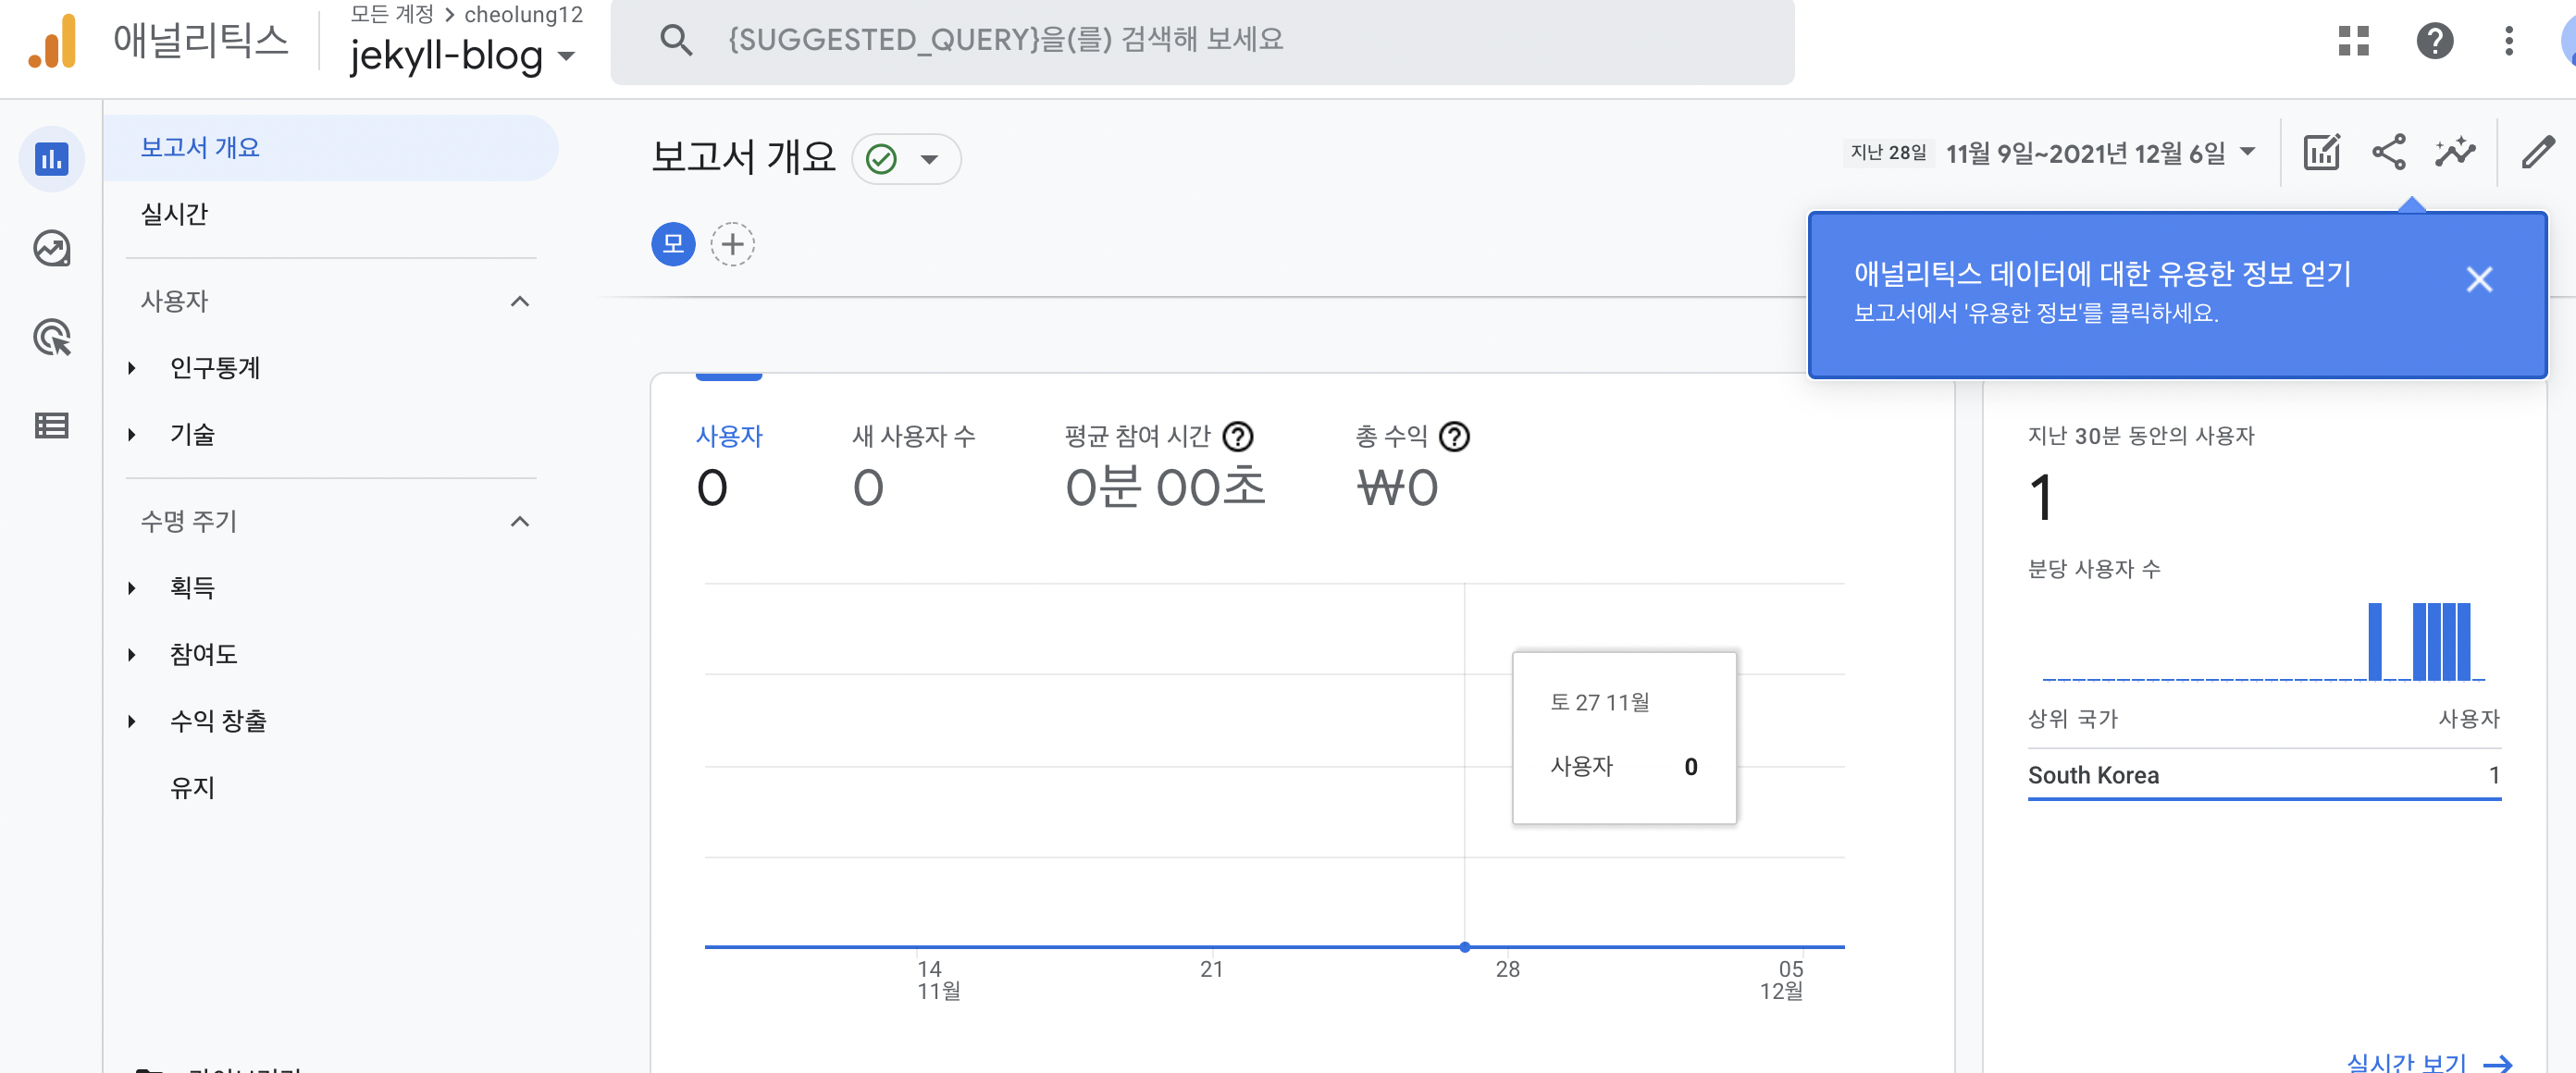 애널리틱스
모든 계정 > cheolung12
jekyll-blog
{SUGGESTED_QUERY}을(를) 검색해 보세요
보고서 개요
실시간
사용자
인구통계
기술
수명 주기
획득
참여도
수익 창출
유지
보고서 개요
지난 28일 11월 9일~2021년 12월 6일
모
애널리틱스 데이터에 대한 유용한 정보 얻기
보고서에서 '유용한 정보'를 클릭하세요.
사용자
0
새 사용자 수
0
평균 참여 시간
0분 00초
총 수익
₩0
토 27 11월
사용자 0
14
11월
21
28
05
12월
지난 30분 동안의 사용자
1
분당 사용자 수
상위 국가 사용자
South Korea 1
실시간 보기